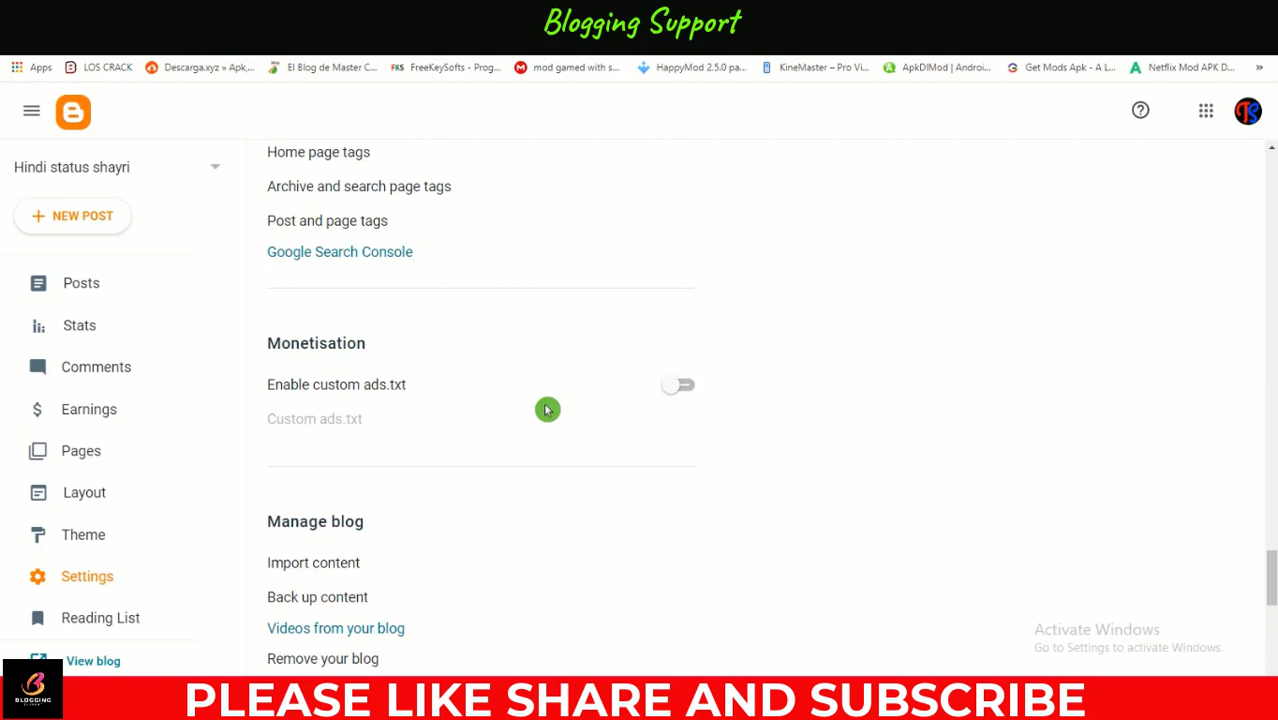 Blogging Support
Apps LOS CRACK Descarga.xyz » Apk,... El Blog de Master C... FKS FreeKeySofts - Prog... mod gamed with s... HappyMod 2.5.0 pa... KineMaster – Pro Vi... ApkDlMod | Androi... Get Mods Apk - A L... Netflix Mod APK D... »
Hindi status shayri
NEW POST
Posts
Stats
Comments
Earnings
Pages
Layout
Theme
Settings
Reading List
View blog
Home page tags
Archive and search page tags
Post and page tags
Google Search Console
Monetisation
Enable custom ads.txt
Custom ads.txt
Manage blog
Import content
Back up content
Videos from your blog
Remove your blog
Activate Windows
Go to Settings to activate Windows.
BLOGGING
PLEASE LIKE SHARE AND SUBSCRIBE